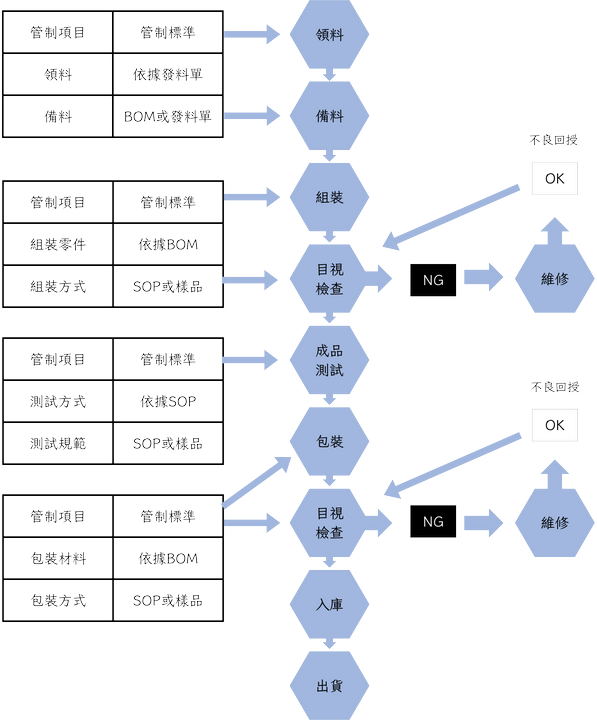 管制項目 管制標準
領料 依據發料單
備料 BOM或發料單
領料
備料
管制項目 管制標準
組裝零件 依據BOM
組裝方式 SOP或樣品
組裝
目視
檢查
NG
維修
OK
不良回授
管制項目 管制標準
測試方式 依據SOP
測試規範 SOP或樣品
成品
測試
包裝
管制項目 管制標準
包裝材料 依據BOM
包裝方式 SOP或樣品
目視
檢查
NG
維修
OK
不良回授
入庫
出貨